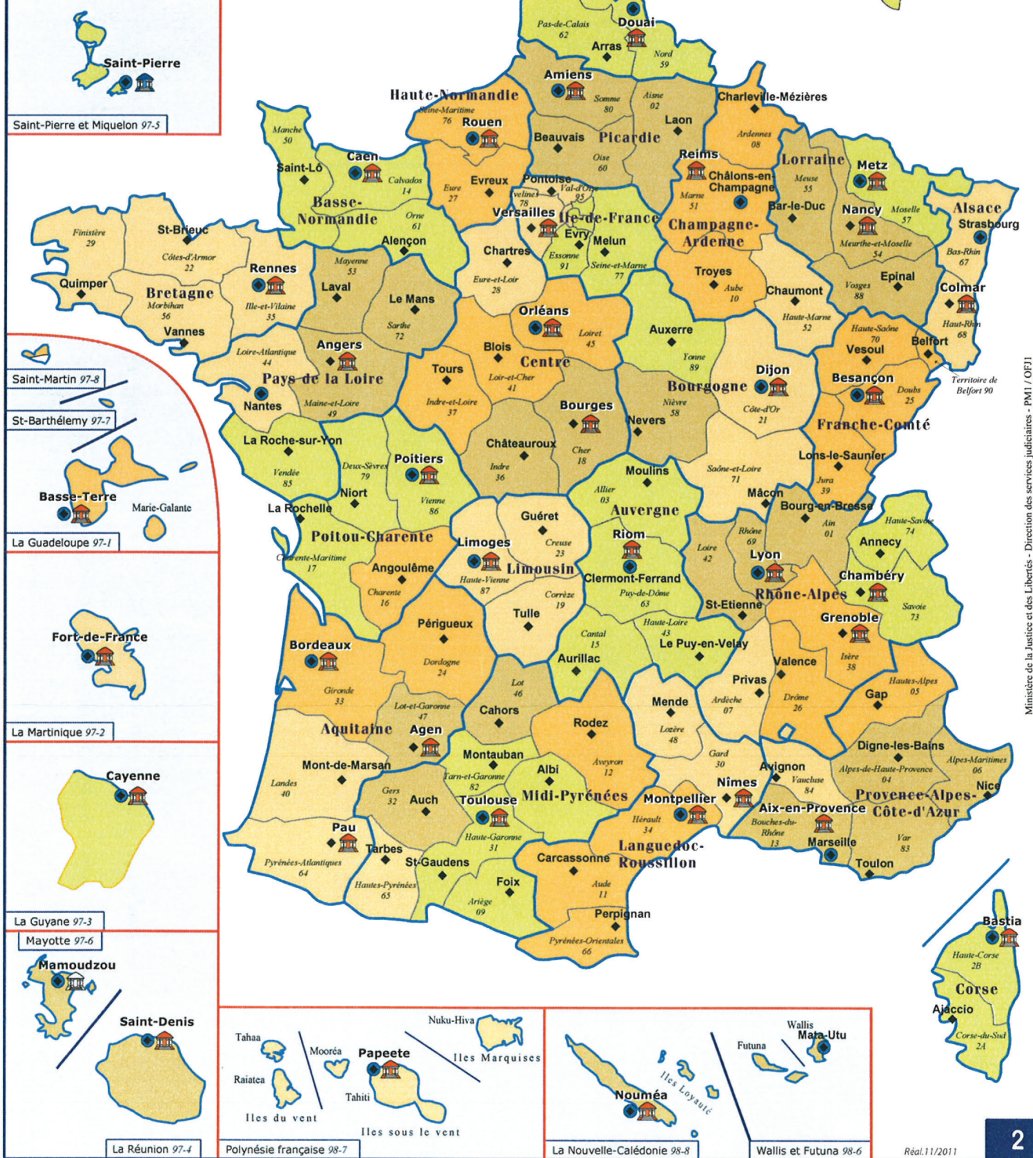 Saint-Pierre
Saint-Pierre et Miquelon 97-5
Pas-de-Calais
62
Douai
Arras
Nord
59
Amiens
Somme
80
Aisne
02
Charleville-Mézières
Haute-Normandie
Seine-Maritime
76
Rouen
Beauvais
Picardie
Laon
Ardennes
08
Manche
50
Oise
60
Reims
Lorraine
Saint-Lô
Caen
Calvados
14
Eure
27
Evreux
Pontoise
Val-d'Oise
95
Yvelines
78
Marne
51
Châlons-en-
Champagne
Meuse
55
Metz
Basse-
Normandie
Versailles
Ile-de-France
Bar-le-Duc
Nancy
Moselle
57
Alsace
Strasbourg
Orne
61
Evry
Melun
Champagne-
Ardenne
Meurthe-et-Moselle
54
Bas-Rhin
67
Finistère
29
St-Brieuc
Côtes-d'Armor
22
Alençon
Chartres
Essonne
91
Seine-et-Marne
77
Troyes
Epinal
Mayenne
53
Eure-et-Loir
28
Aube
10
Chaumont
Vosges
88
Colmar
Quimper
Bretagne
Rennes
Laval
Le Mans
Morbihan
56
Ille-et-Vilaine
35
Sarthe
72
Orléans
Loiret
45
Auxerre
Haute-Marne
52
Haute-Saône
70
Haut-Rhin
68
Vannes
Blois
Centre
Yonne
89
Vesoul
Belfort
Loire-Atlantique
44
Angers
Tours
Loir-et-Cher
41
Bourgogne
Dijon
Besançon
Territoire de
Belfort 90
Saint-Martin 97-8
Pays de la Loire
Indre-et-Loire
37
Nièvre
58
Doubs
25
Nantes
Maine-et-Loire
49
Bourges
Nevers
Côte-d'Or
21
Franche-Comté
St-Barthélemy 97-7
La Roche-sur-Yon
Châteauroux
Cher
18
Lons-le-Saunier
Deux-Sèvres
79
Poitiers
Moulins
Saône-et-Loire
71
Vendée
85
Indre
36
Allier
03
Jura
39
Basse-Terre
Marie-Galante
Niort
Vienne
86
Mâcon
La Rochelle
Auvergne
Bourg-en-Bresse
La Guadeloupe 97-1
Guéret
Ain
01
Haute-Savoie
74
Poitou-Charente
Limoges
Creuse
23
Riom
Loire
42
Rhône
69
Annecy
Charente-Maritime
17
Limousin
Lyon
Angoulême
Clermont-Ferrand
Chambéry
Haute-Vienne
87
Puy-de-Dôme
63
Rhône-Alpes
Charente
16
Corrèze
19
St-Etienne
Savoie
73
Fort-de-France
Périgueux
Tulle
Haute-Loire
43
Grenoble
Bordeaux
Cantal
15
Le Puy-en-Velay
Isère
38
Dordogne
24
Aurillac
Valence
Gironde
33
Lot
46
Privas
Hautes-Alpes
05
Lot-et-Garonne
47
Cahors
Mende
Ardèche
07
Drôme
26
Gap
La Martinique 97-2
Aquitaine
Agen
Rodez
Lozère
48
Digne-les-Bains
Montauban
Gard
30
Mont-de-Marsan
Tarn-et-Garonne
82
Albi
Aveyron
12
Avignon
Alpes-de-Haute-Provence
04
Alpes-Maritimes
06
Cayenne
Landes
40
Gers
32
Vaucluse
84
Nîmes
Provence-Alpes-
Côte-d'Azur
Nice
Auch
Toulouse
Midi-Pyrénées
Montpellier
Aix-en-Provence
Hérault
34
Bouches-du-
Rhône
13
Pau
Haute-Garonne
31
Languedoc-
Roussillon
Marseille
Var
83
Tarbes
St-Gaudens
Carcassonne
Toulon
Pyrénées-Atlantiques
64
Hautes-Pyrénées
65
Foix
Aude
11
Ariège
09
Perpignan
La Guyane 97-3
Pyrénées-Orientales
66
Bastia
Haute-Corse
2B
Corse
Ajaccio
Corse-du-Sud
2A
Mayotte 97-6
Mamoudzou
Saint-Denis
La Réunion 97-4
Nuku-Hiva
Tahaa
Mooréa
Papeete
Iles Marquises
Raiatea
Tahiti
Iles du vent
Iles sous le vent
Polynésie française 98-7
Iles Loyauté
Nouméa
La Nouvelle-Calédonie 98-8
Wallis
Mata-Utu
Futuna
Wallis et Futuna 98-6
Réal.11/2011
2
Ministère de la Justice et des Libertés - Direction des services judiciaires - PM1 / OFJ1